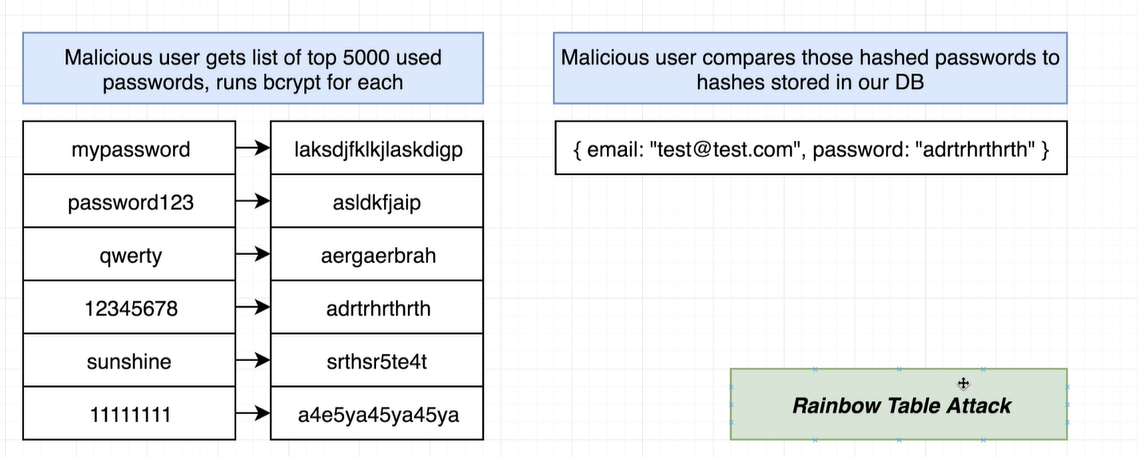 Malicious user gets list of top 5000 used
passwords, runs bcrypt for each
Malicious user compares those hashed passwords to
hashes stored in our DB
mypassword
laksdjfklkjlaskdigp
{ email: "test@test.com", password: "adrtrhrthrth" }
password123
asldkfjaip
qwerty
aergaerbrah
12345678
adrtrhrthrth
sunshine
srthsr5te4t
11111111
a4e5ya45ya45ya
Rainbow Table Attack